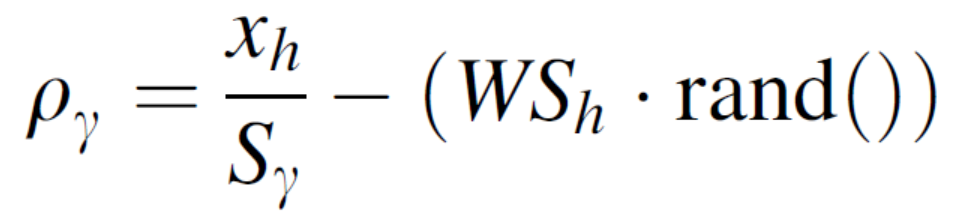 ρ_γ = x_h / S_γ − (WS_h · rand())